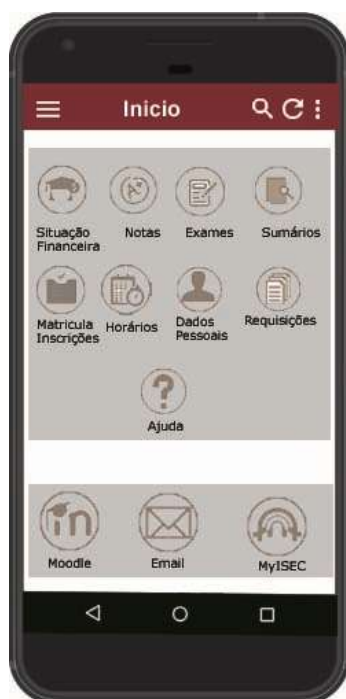 Inicio
Situação
Financeira
Notas
Exames
Sumários
Matricula
Inscrições
Horários
Dados
Pessoais
Requisições
Ajuda
Moodle
Email
MyISEC